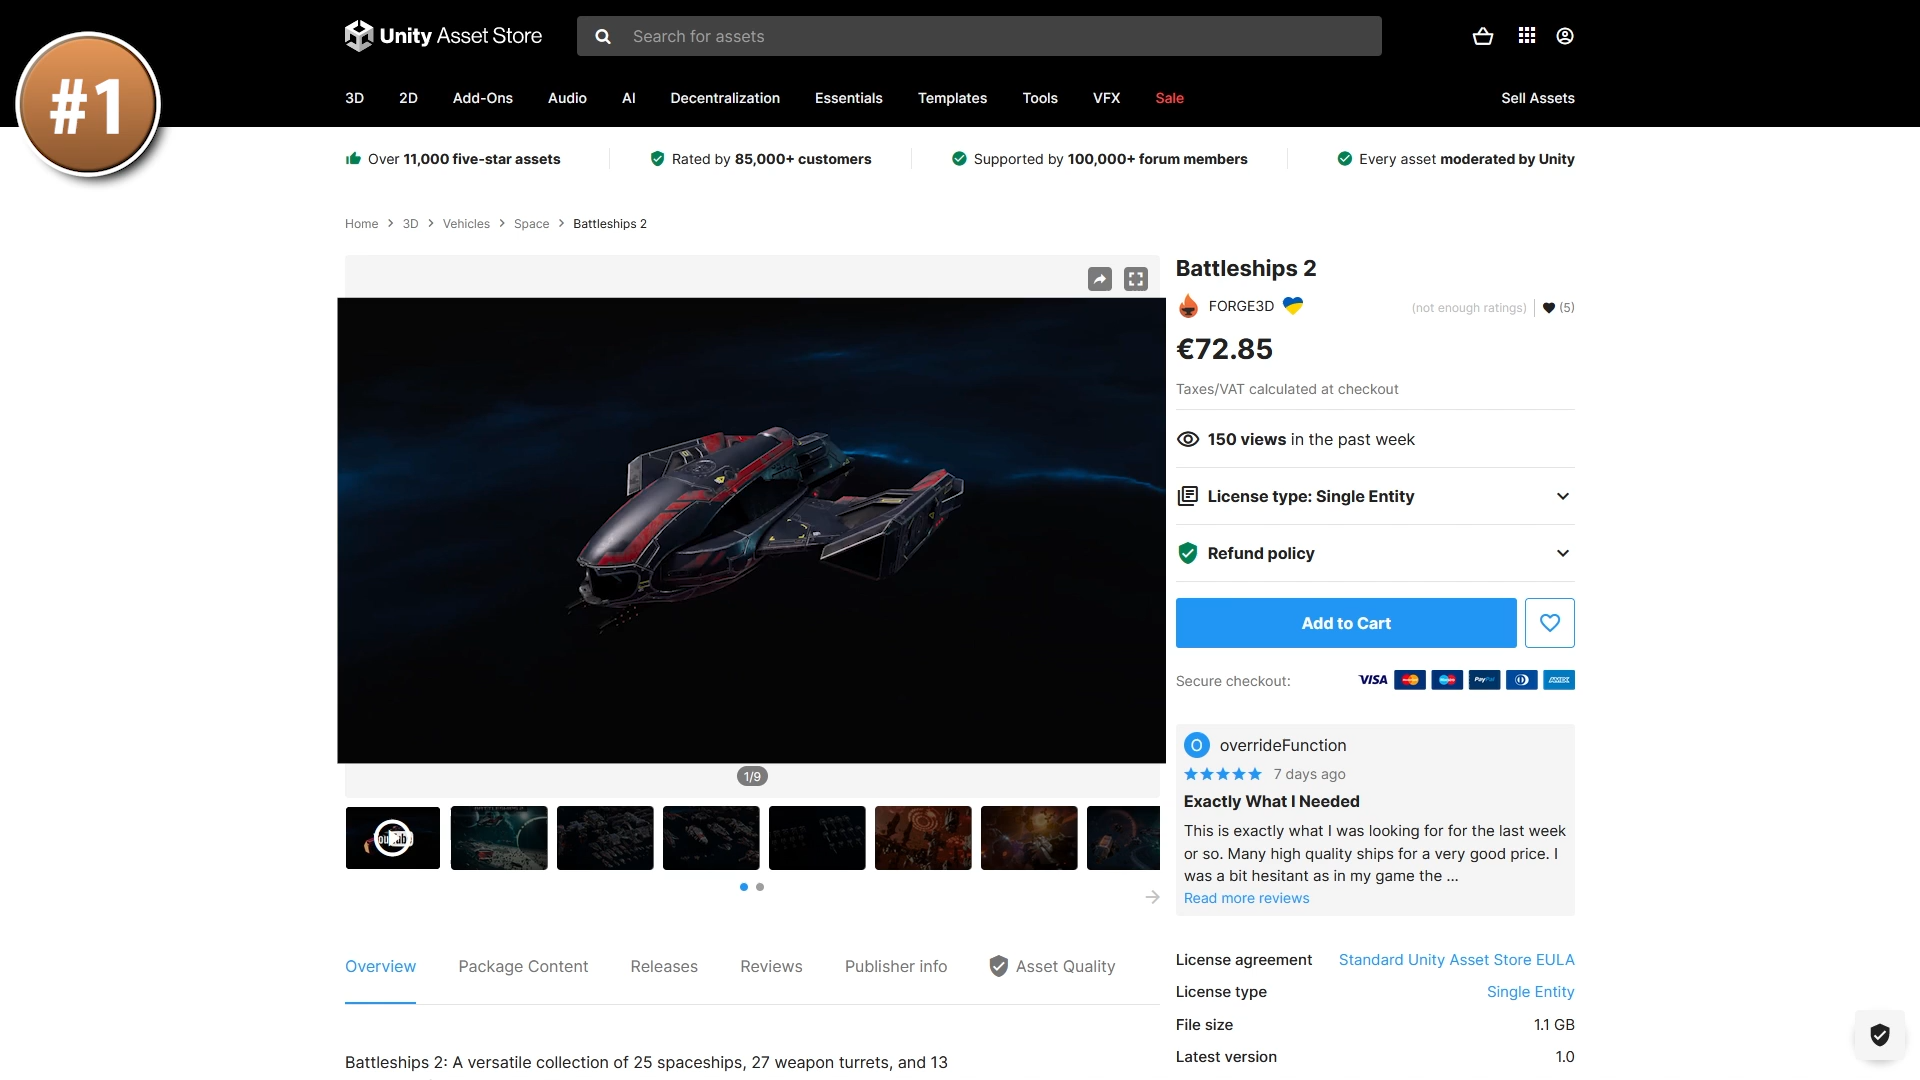 #1
Unity Asset Store
Search for assets
3D 2D Add-Ons Audio AI Decentralization Essentials Templates Tools VFX Sale Sell Assets
Over 11,000 five-star assets Rated by 85,000+ customers Supported by 100,000+ forum members Every asset moderated by Unity
Home > 3D > Vehicles > Space > Battleships 2
Battleships 2
FORGE3D (not enough ratings) (5)
€72.85
Taxes/VAT calculated at checkout
150 views in the past week
License type: Single Entity
Refund policy
Add to Cart
Secure checkout: VISA PayPal
1/9
O overrideFunction
7 days ago
Exactly What I Needed
This is exactly what I was looking for for the last week
or so. Many high quality ships for a very good price. I
was a bit hesitant as in my game the ...
Read more reviews
Overview Package Content Releases Reviews Publisher info Asset Quality
License agreement Standard Unity Asset Store EULA
License type Single Entity
File size 1.1 GB
Latest version 1.0
Battleships 2: A versatile collection of 25 spaceships, 27 weapon turrets, and 13